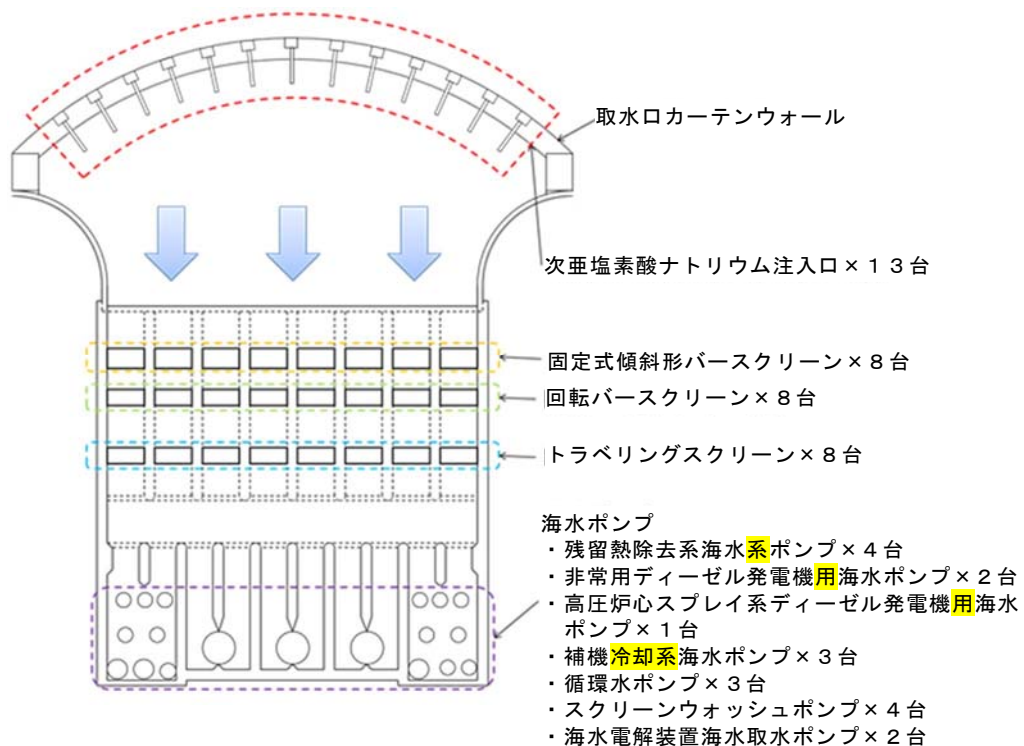 取水口カーテンウォール
次亜塩素酸ナトリウム注入口×13台
固定式傾斜形バースクリーン×8台
回転バースクリーン×8台
トラベリングスクリーン×8台
海水ポンプ
・残留熱除去系海水系ポンプ×4台
・非常用ディーゼル発電機用海水ポンプ×2台
・高圧炉心スプレイ系ディーゼル発電機用海水
ポンプ×1台
・補機冷却系海水ポンプ×3台
・循環水ポンプ×3台
・スクリーンウォッシュポンプ×4台
・海水電解装置海水取水ポンプ×2台